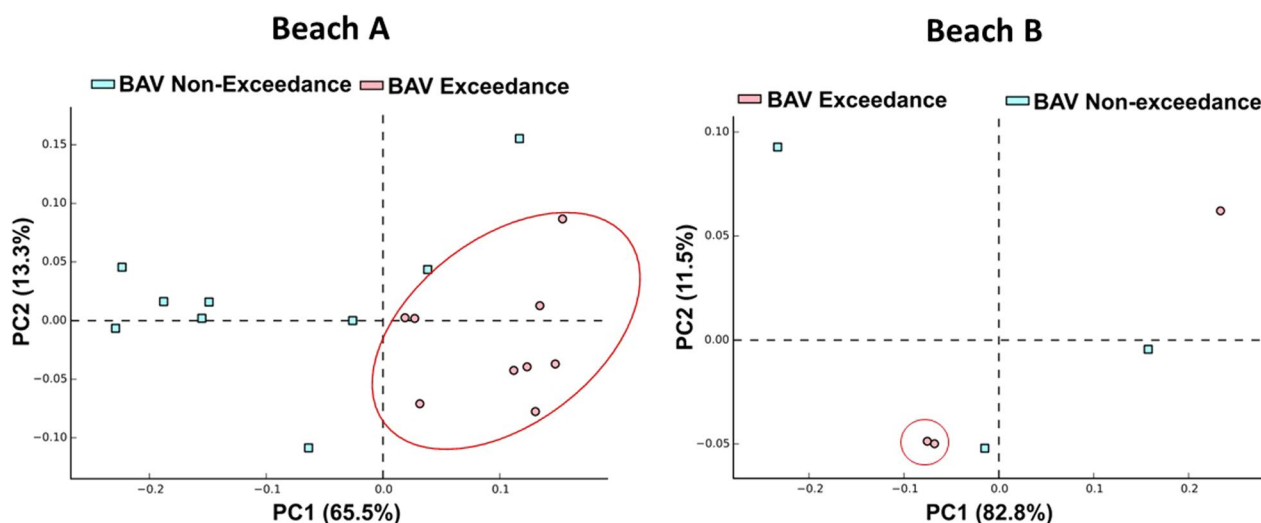 Beach A
BAV Non-Exceedance BAV Exceedance
PC2 (13.3%)
0.15
0.10
0.05
0.00
−0.05
−0.10
−0.2 −0.1 0.0 0.1
PC1 (65.5%)
Beach B
BAV Exceedance BAV Non-exceedance
PC2 (11.5%)
0.10
0.05
0.00
−0.05
−0.2 −0.1 0.0 0.1 0.2
PC1 (82.8%)